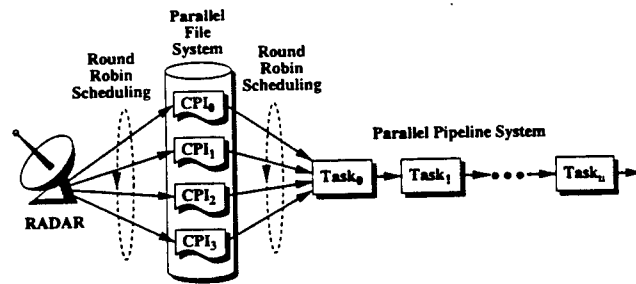 Parallel
File
System
Round
Robin
Scheduling
Round
Robin
Scheduling
CPI0
CPI1
CPI2
CPI3
RADAR
Parallel Pipeline System
Task0
Task1
Taskn